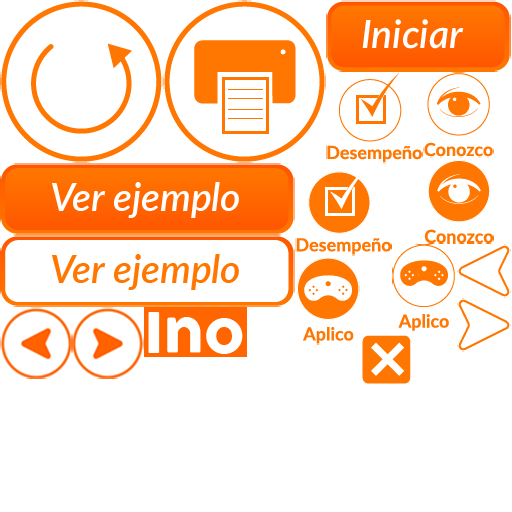 Iniciar
Desempeño
Conozco
Ver ejemplo
Desempeño
Conozco
Ver ejemplo
Aplico
Aplico
Ino